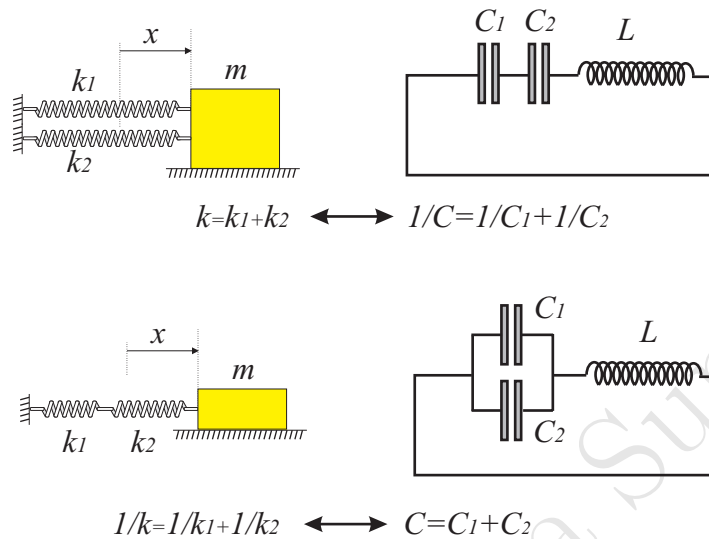 x
k1
m
k2
C1 C2 L
k=k1+k2
1/C=1/C1+1/C2
x
m
k1 k2
C1
L
C2
1/k=1/k1+1/k2
C=C1+C2